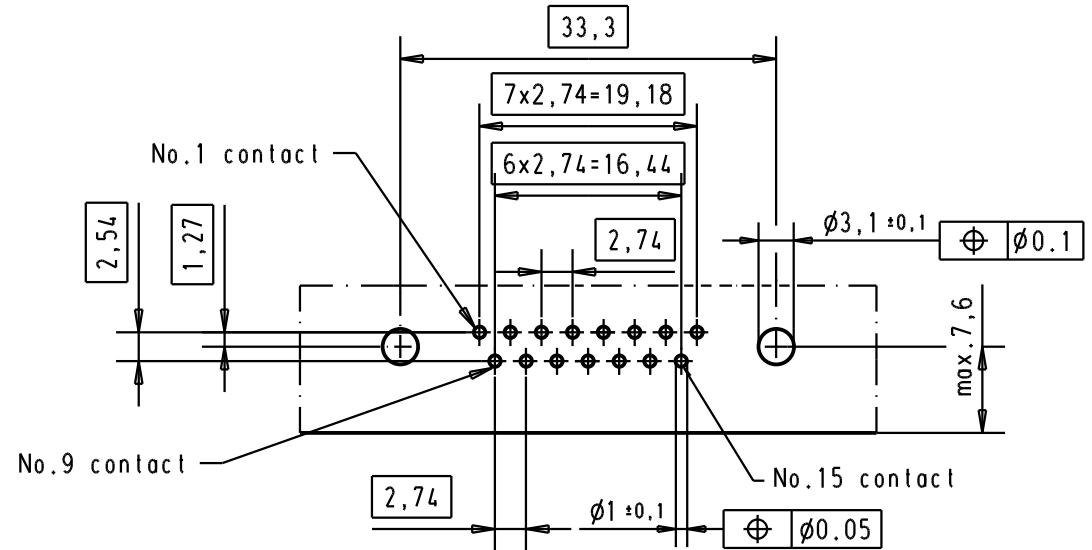 33,3
7x2,74=19,18
No.1 contact
6x2,74=16,44
2,54
1,27
2,74
ø3,1 ±0,1
⌖ ø0.1
max.7,6
No.9 contact
No.15 contact
2,74
ø1 ±0,1
⌖ ø0.05